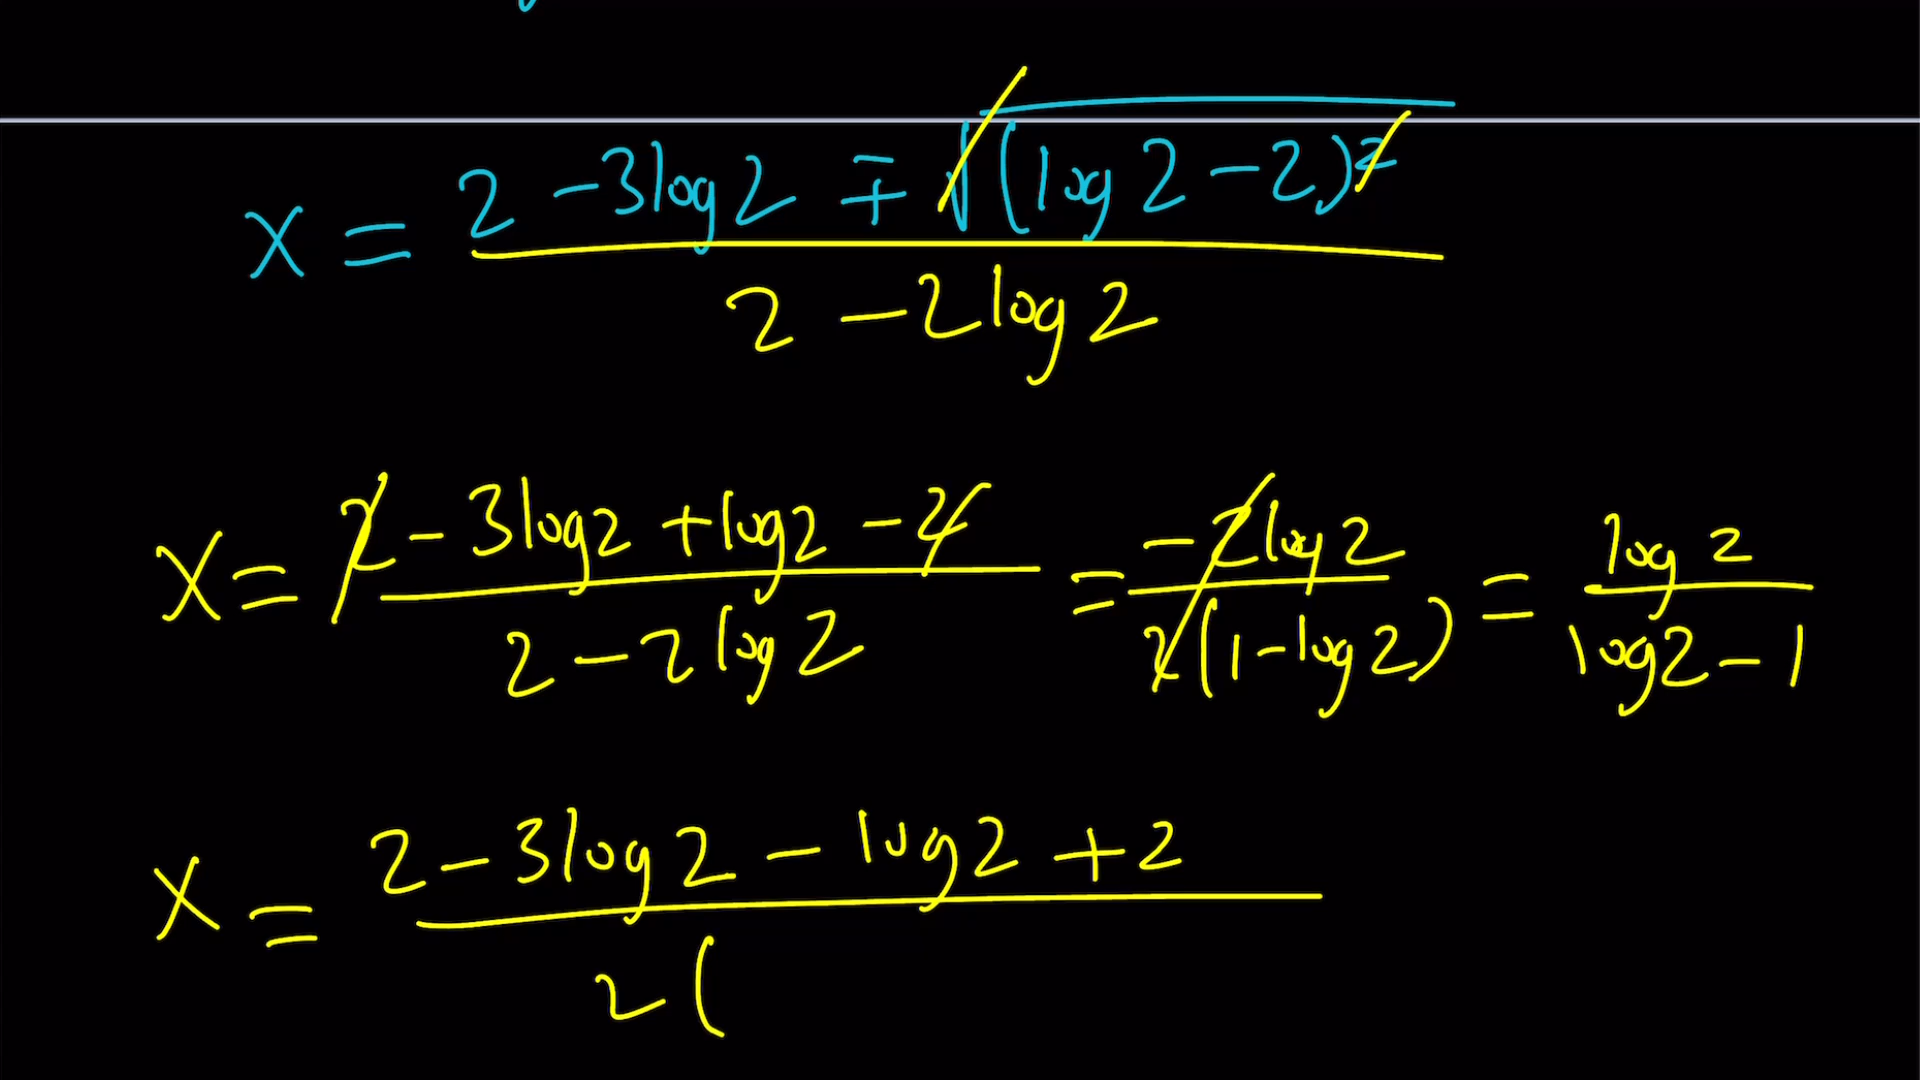 x = (2 - 3log2 ∓ √((log2 - 2)²)) / (2 - 2log2)
x = (2 - 3log2 + log2 - 2) / (2 - 2log2) = (-2log2) / (2(1 - log2)) = (log2) / (log2 - 1)
x = (2 - 3log2 - log2 + 2) / (2(